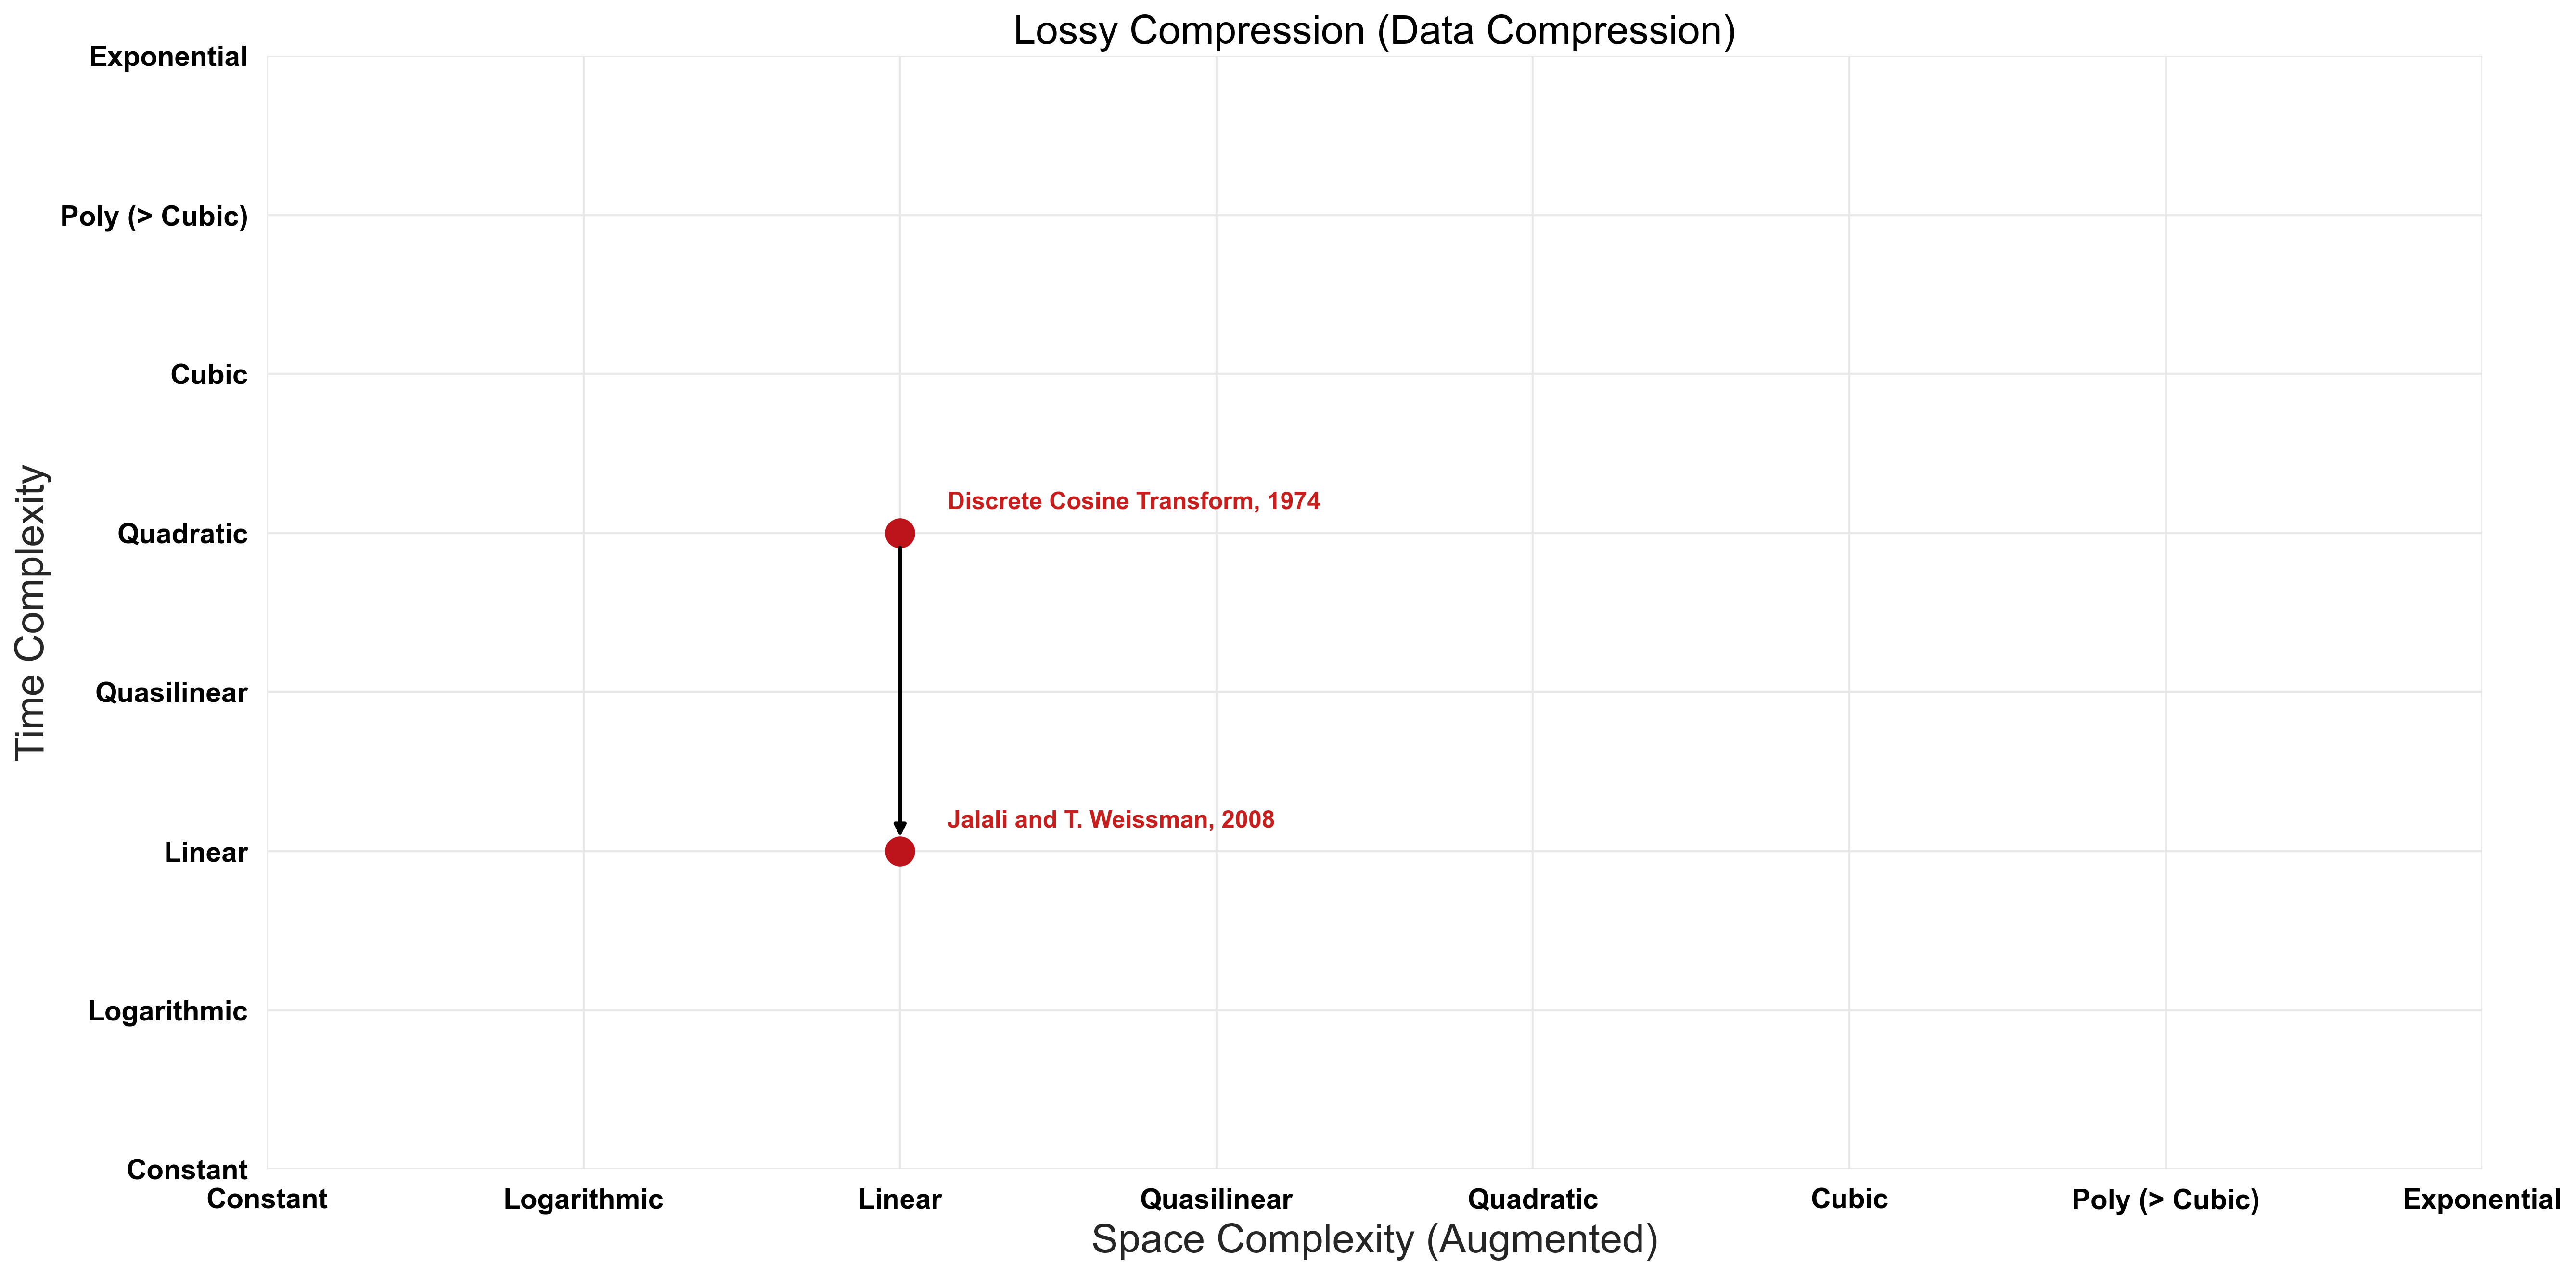 Lossy Compression (Data Compression)
Exponential
Poly (> Cubic)
Cubic
Quadratic
Quasilinear
Linear
Logarithmic
Constant
Time Complexity
Discrete Cosine Transform, 1974
Jalali and T. Weissman, 2008
Constant
Logarithmic
Linear
Quasilinear
Quadratic
Cubic
Poly (> Cubic)
Exponential
Space Complexity (Augmented)